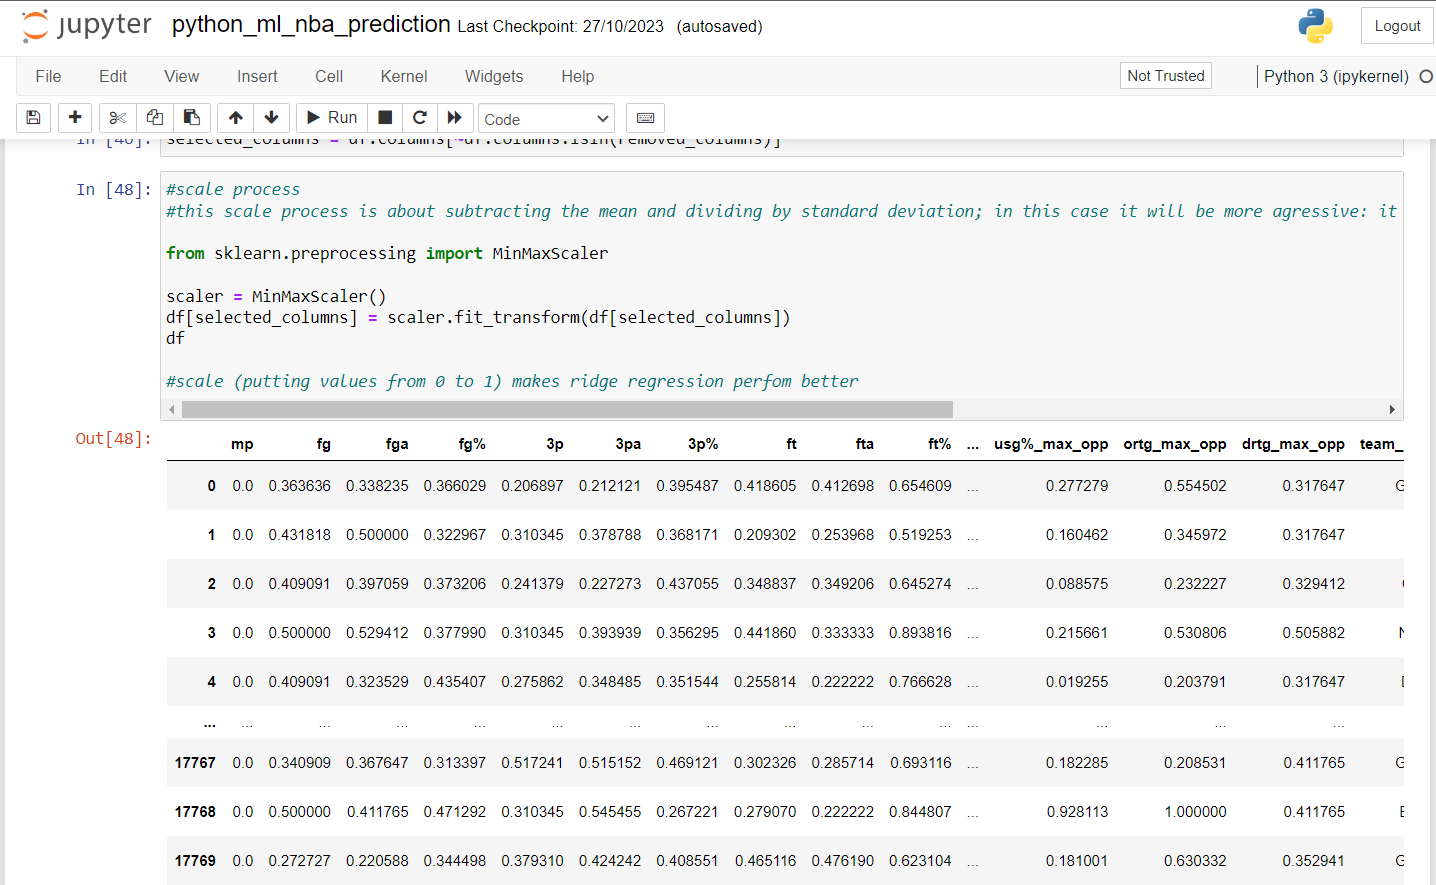 jupyter python_ml_nba_prediction Last Checkpoint: 27/10/2023 (autosaved) Logout
File Edit View Insert Cell Kernel Widgets Help Not Trusted Python 3 (ipykernel)
Run Code
In [46]: selected_columns = df.columns[~df.columns.isin(removed_columns)]
In [48]: #scale process
#this scale process is about subtracting the mean and dividing by standard deviation; in this case it will be more agressive: it
from sklearn.preprocessing import MinMaxScaler
scaler = MinMaxScaler()
df[selected_columns] = scaler.fit_transform(df[selected_columns])
df
#scale (putting values from 0 to 1) makes ridge regression perfom better
Out[48]:
mp fg fga fg% 3p 3pa 3p% ft fta ft% ... usg%_max_opp ortg_max_opp drtg_max_opp team_
0 0.0 0.363636 0.338235 0.366029 0.206897 0.212121 0.395487 0.418605 0.412698 0.654609 ... 0.277279 0.554502 0.317647
1 0.0 0.431818 0.500000 0.322967 0.310345 0.378788 0.368171 0.209302 0.253968 0.519253 ... 0.160462 0.345972 0.317647
2 0.0 0.409091 0.397059 0.373206 0.241379 0.227273 0.437055 0.348837 0.349206 0.645274 ... 0.088575 0.232227 0.329412
3 0.0 0.500000 0.529412 0.377990 0.310345 0.393939 0.356295 0.441860 0.333333 0.893816 ... 0.215661 0.530806 0.505882
4 0.0 0.409091 0.323529 0.435407 0.275862 0.348485 0.351544 0.255814 0.222222 0.766628 ... 0.019255 0.203791 0.317647
... ... ... ... ... ... ... ... ... ... ... ... ... ... ...
17767 0.0 0.340909 0.367647 0.313397 0.517241 0.515152 0.469121 0.302326 0.285714 0.693116 ... 0.182285 0.208531 0.411765
17768 0.0 0.500000 0.411765 0.471292 0.310345 0.545455 0.267221 0.279070 0.222222 0.844807 ... 0.928113 1.000000 0.411765
17769 0.0 0.272727 0.220588 0.344498 0.379310 0.424242 0.408551 0.465116 0.476190 0.623104 ... 0.181001 0.630332 0.352941